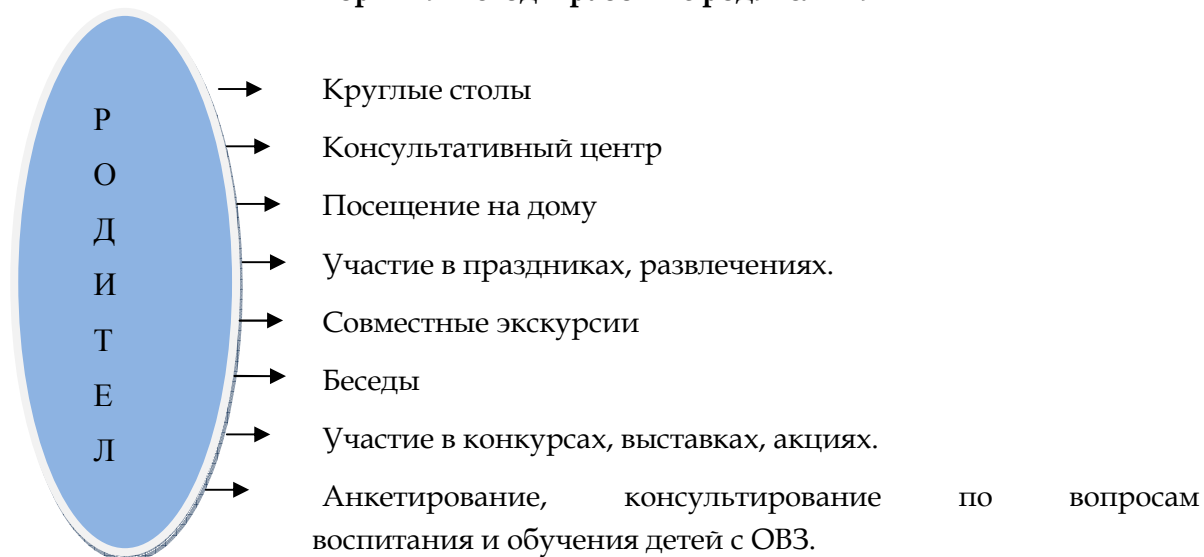 Круглые столы
Консультативный центр
Посещение на дому
Участие в праздниках, развлечениях.
Совместные экскурсии
Беседы
Участие в конкурсах, выставках, акциях.
Анкетирование, консультирование по вопросам
воспитания и обучения детей с ОВЗ.
Р
О
Д
И
Т
Е
Л